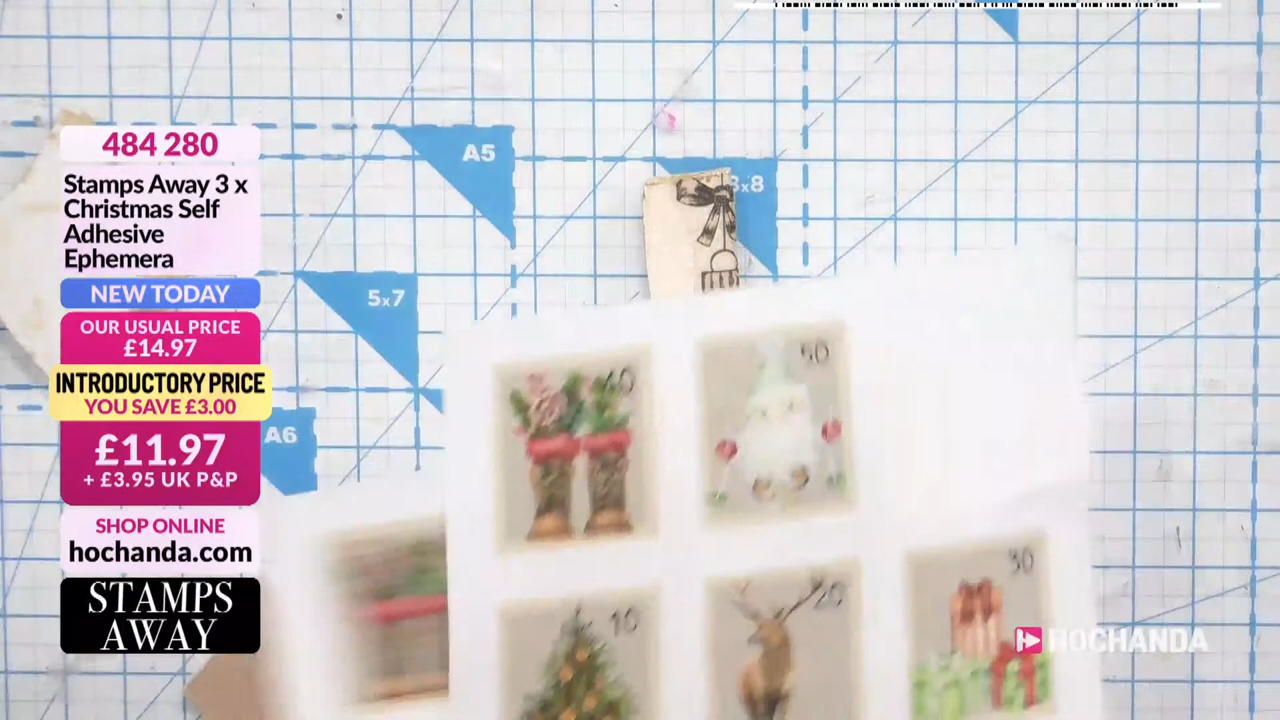 484 280
Stamps Away 3 x
Christmas Self
Adhesive
Ephemera
NEW TODAY
OUR USUAL PRICE
£14.97
INTRODUCTORY PRICE
YOU SAVE £3.00
£11.97
+ £3.95 UK P&P
SHOP ONLINE
hochanda.com
STAMPS
AWAY
A5
8x8
5x7
A6
40
50
10
20
30
HOCHANDA